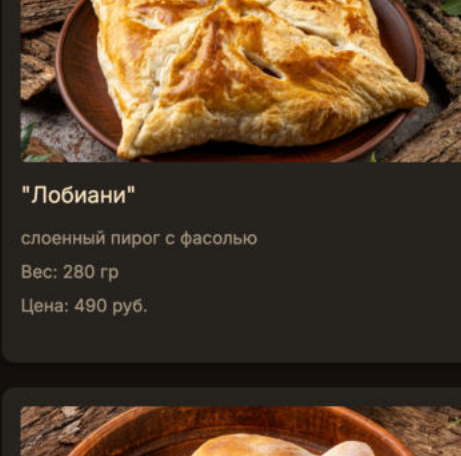 "Лобиани"
слоенный пирог с фасолью
Вес: 280 гр
Цена: 490 руб.